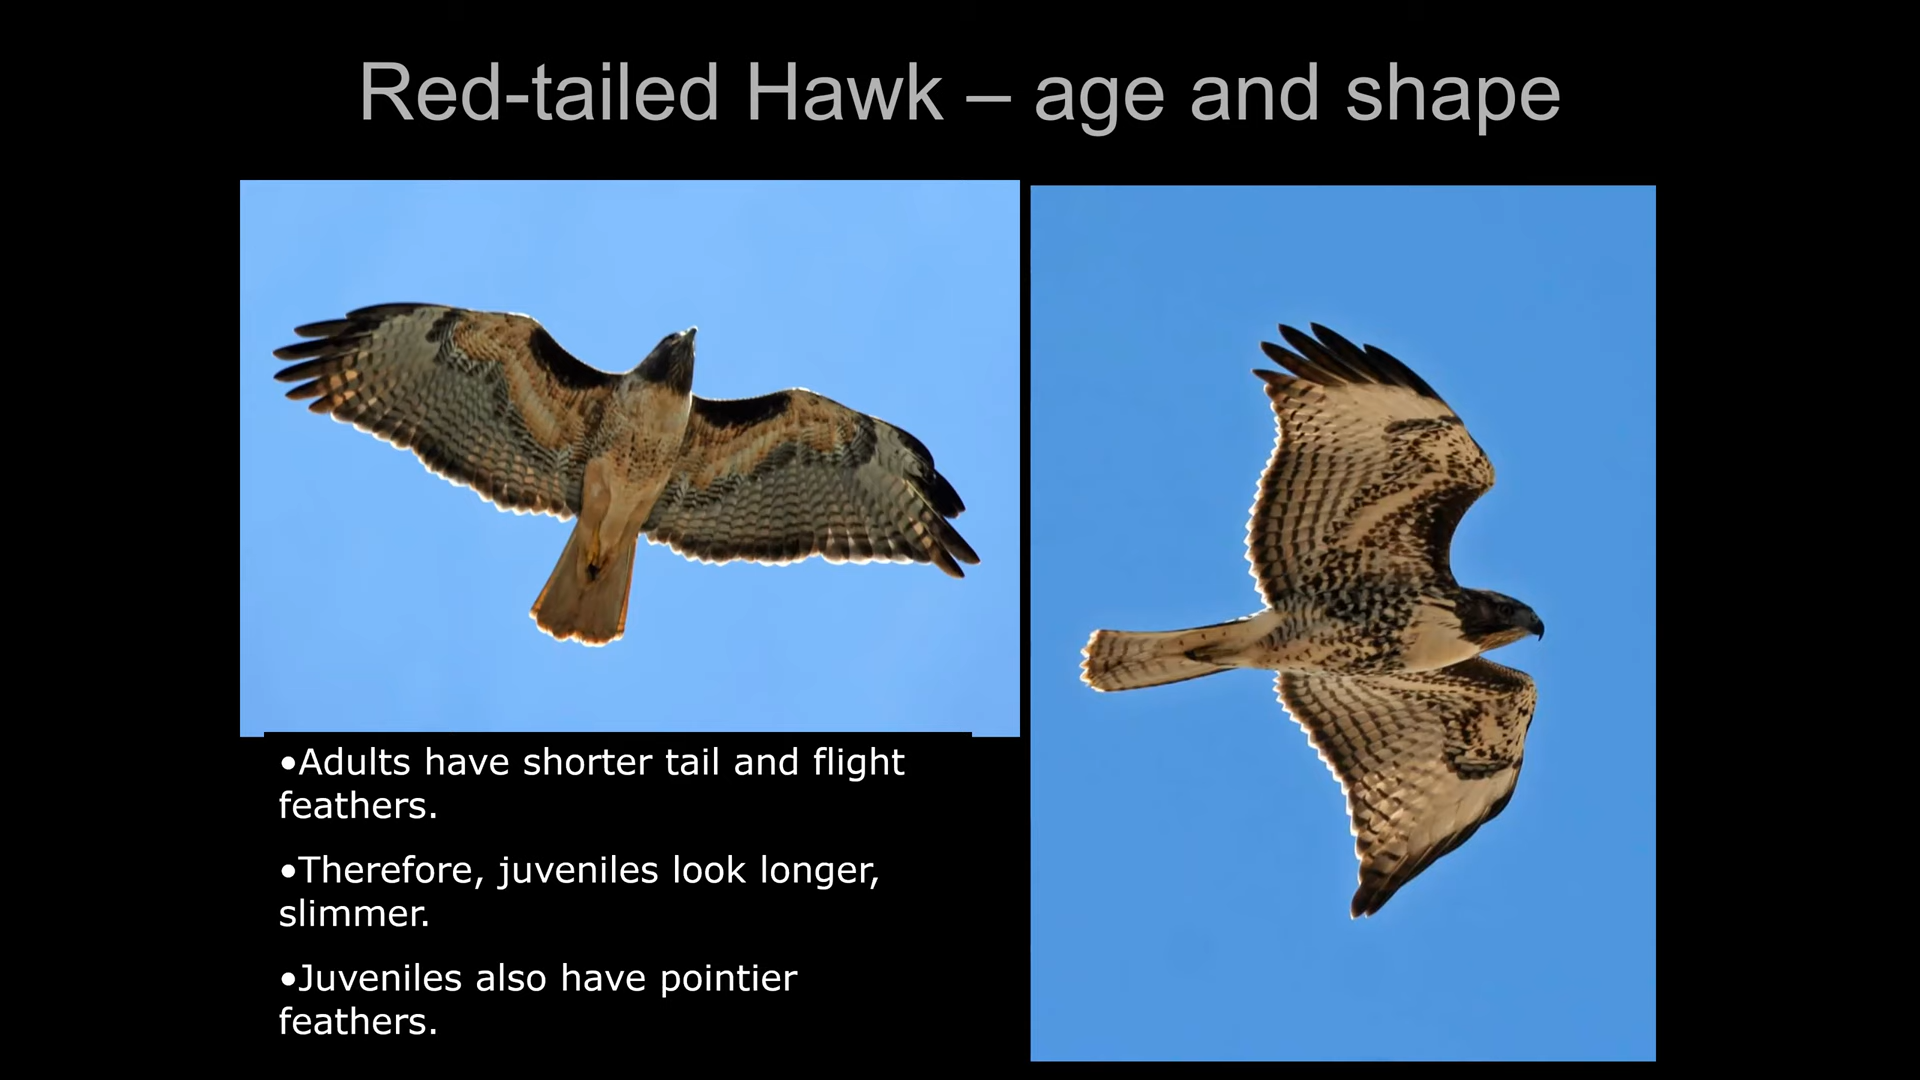 Red-tailed Hawk – age and shape
•Adults have shorter tail and flight
feathers.
•Therefore, juveniles look longer,
slimmer.
•Juveniles also have pointier
feathers.